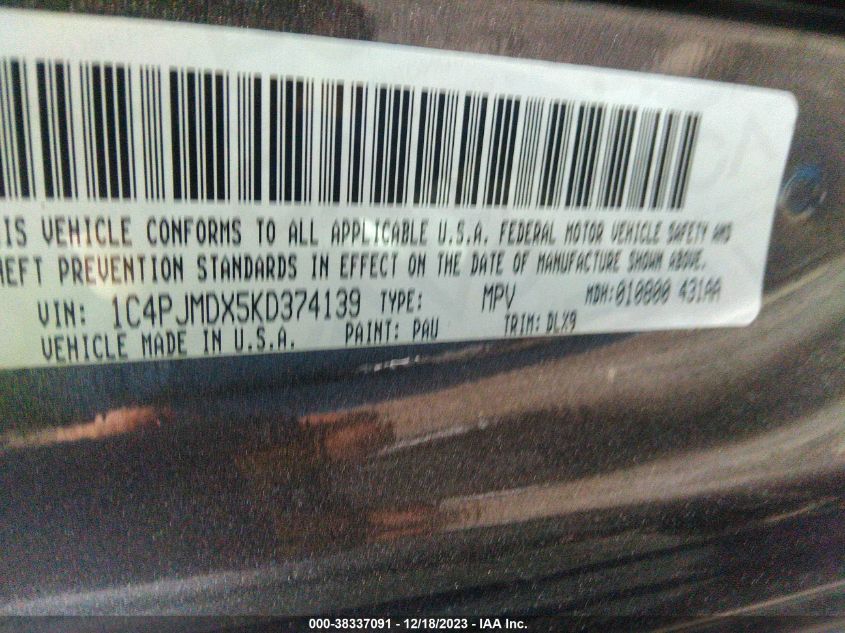 IS VEHICLE CONFORMS TO ALL APPLICABLE U.S.A. FEDERAL MOTOR VEHICLE SAFETY AND
HEFT PREVENTION STANDARDS IN EFFECT ON THE DATE OF MANUFACTURE SHOWN ABOVE.
VIN: 1C4PJMDX5KD374139 TYPE: MPV MDH:010800 431AA
VEHICLE MADE IN U.S.A. PAINT: PAU TRIM: DLX9
000-38337091 - 12/18/2023 - IAA Inc.